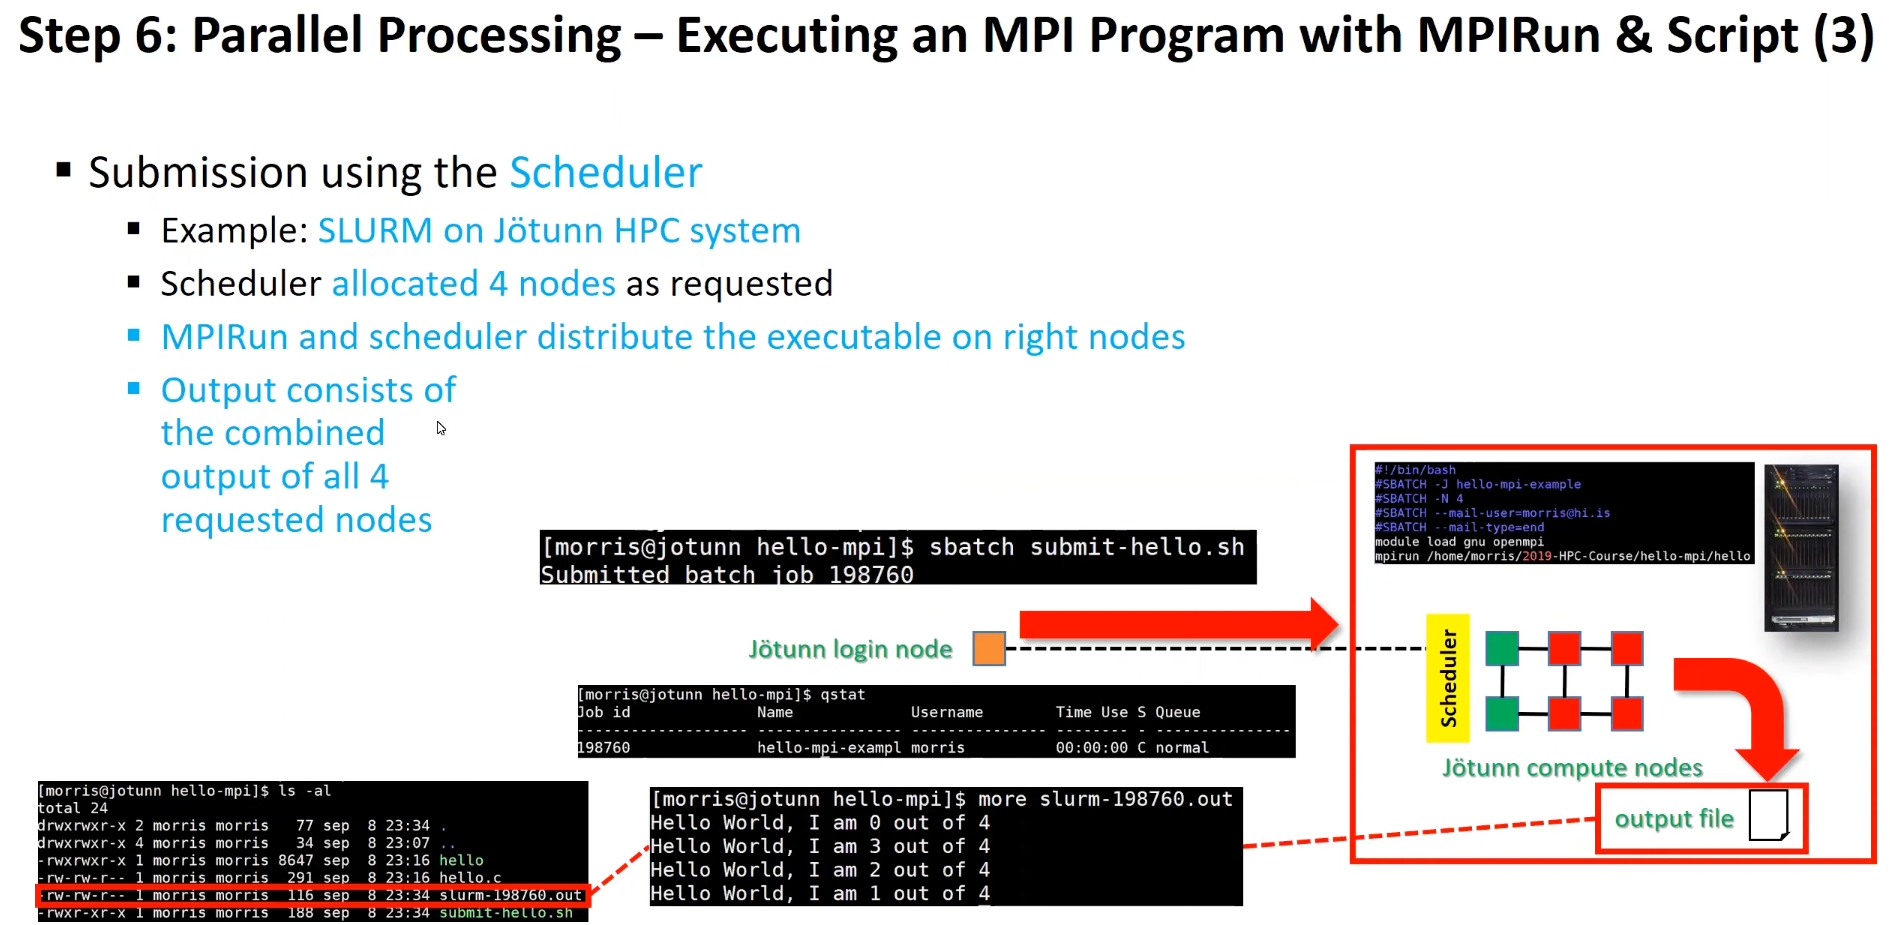 Step 6: Parallel Processing – Executing an MPI Program with MPIRun & Script (3)
▪ Submission using the Scheduler
▪ Example: SLURM on Jötunn HPC system
▪ Scheduler allocated 4 nodes as requested
▪ MPIRun and scheduler distribute the executable on right nodes
▪ Output consists of
the combined
output of all 4
requested nodes
[morris@jotunn hello-mpi]$ sbatch submit-hello.sh
Submitted batch job 198760
#!/bin/bash
#SBATCH -J hello-mpi-example
#SBATCH -N 4
#SBATCH --mail-user=morris@hi.is
#SBATCH --mail-type=end
module load gnu openmpi
mpirun /home/morris/2019-HPC-Course/hello-mpi/hello
Jötunn login node
Scheduler
Jötunn compute nodes
output file
[morris@jotunn hello-mpi]$ qstat
Job id Name Username Time Use S Queue
------------------- ---------------- --------------- -------- - ---------------
198760 hello-mpi-exampl morris 00:00:00 C normal
[morris@jotunn hello-mpi]$ ls -al
total 24
drwxrwxr-x 2 morris morris 77 sep 8 23:34 .
drwxrwxr-x 4 morris morris 34 sep 8 23:07 ..
-rwxrwxr-x 1 morris morris 8647 sep 8 23:16 hello
-rw-rw-r-- 1 morris morris 291 sep 8 23:16 hello.c
-rw-rw-r-- 1 morris morris 116 sep 8 23:34 slurm-198760.out
-rwxr-xr-x 1 morris morris 188 sep 8 23:34 submit-hello.sh
[morris@jotunn hello-mpi]$ more slurm-198760.out
Hello World, I am 0 out of 4
Hello World, I am 3 out of 4
Hello World, I am 2 out of 4
Hello World, I am 1 out of 4